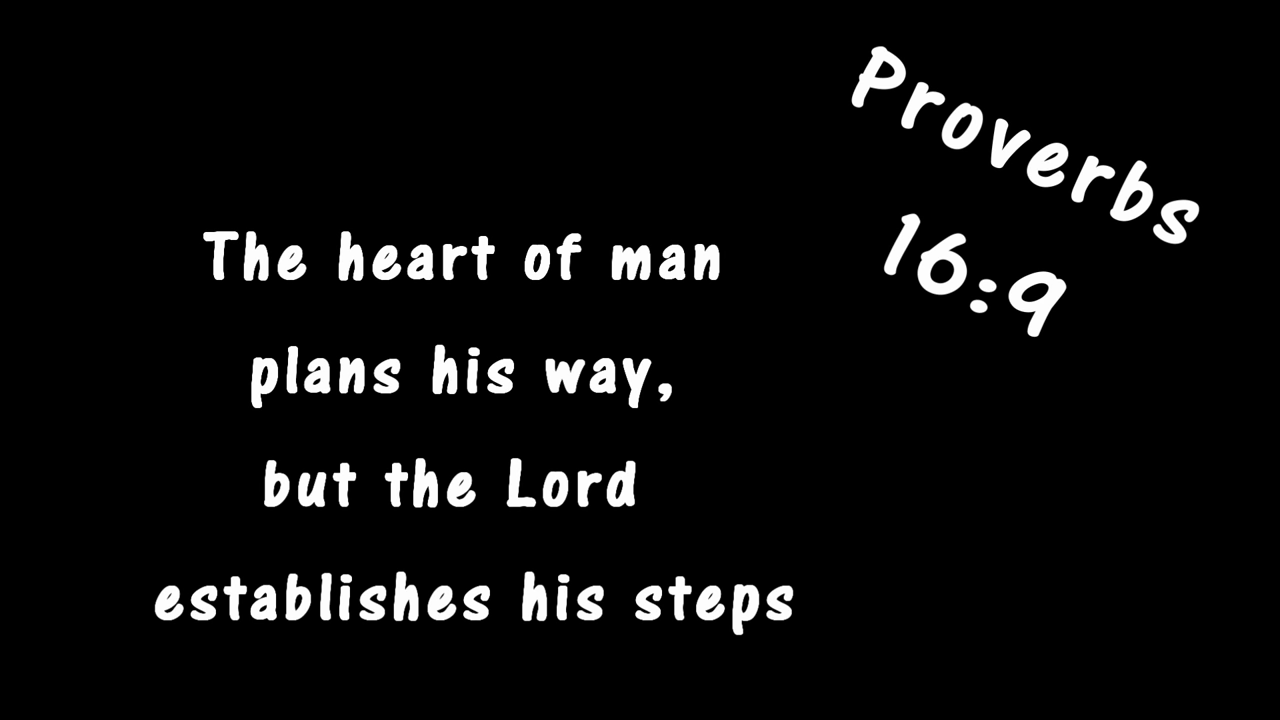 Proverbs
16:9
The heart of man
plans his way,
but the Lord
establishes his steps